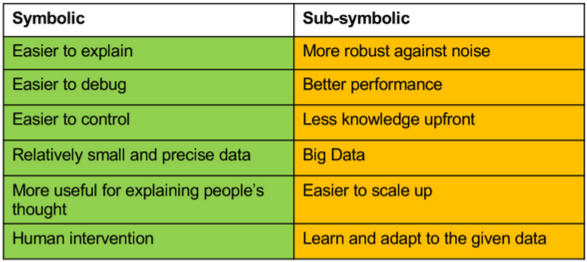 Symbolic
Sub-symbolic
Easier to explain
More robust against noise
Easier to debug
Better performance
Easier to control
Less knowledge upfront
Relatively small and precise data
Big Data
More useful for explaining people’s
thought
Easier to scale up
Human intervention
Learn and adapt to the given data